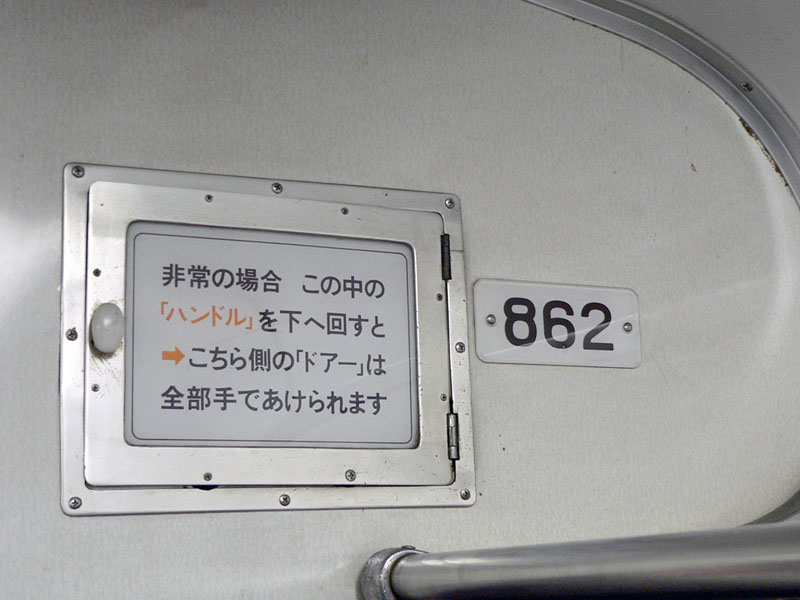 非常の場合 この中の
「ハンドル」を下へ回すと
➡こちら側の「ドアー」は
全部手であけられます
862